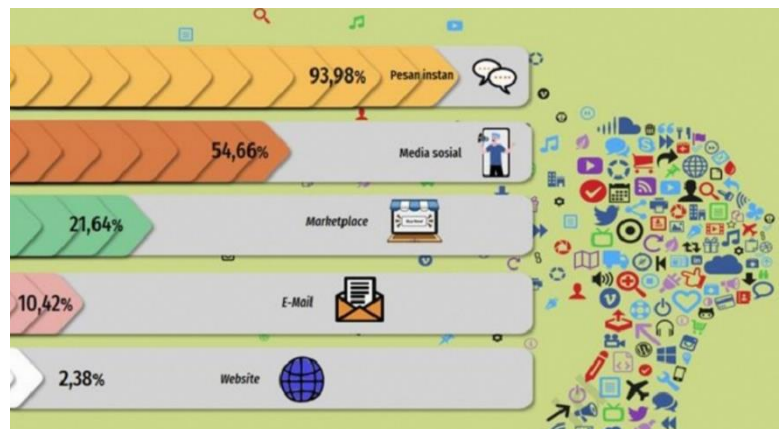 93,98% Pesan instan
54,66% Media sosial
21,64% Marketplace
10,42% E-Mail
2,38% Website